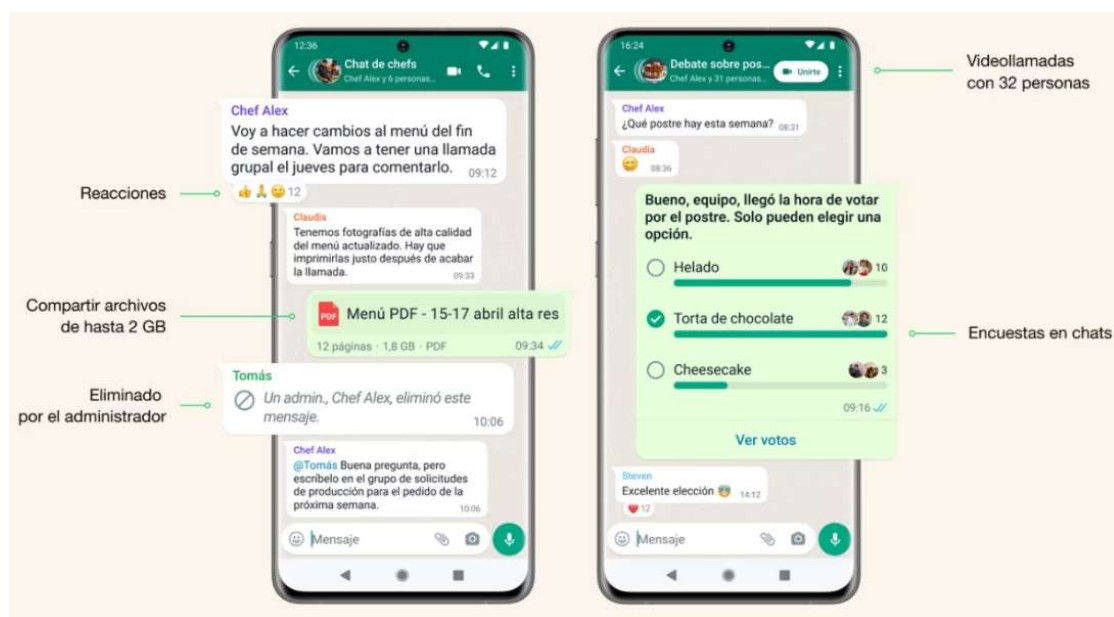 12:36
Chat de chefs
Chef Alex y 6 personas...
Chef Alex
Voy a hacer cambios al menú del fin
de semana. Vamos a tener una llamada
grupal el jueves para comentarlo. 09:12
Reacciones
12
Claudia
Tenemos fotografías de alta calidad
del menú actualizado. Hay que
imprimirlas justo después de acabar
la llamada. 09:33
Compartir archivos
de hasta 2 GB
PDF
Menú PDF - 15-17 abril alta res
12 páginas · 1,8 GB · PDF 09:34
Eliminado
por el administrador
Tomás
Un admin., Chef Alex, eliminó este
mensaje. 10:06
Chef Alex
@Tomás Buena pregunta, pero
escríbelo en el grupo de solicitudes
de producción para el pedido de la
próxima semana. 10:06
Mensaje
16:24
Debate sobre pos...
Chef Alex y 31 personas...
Unirte
Videollamadas
con 32 personas
Chef Alex
¿Qué postre hay esta semana? 08:31
Claudia
08:36
Bueno, equipo, llegó la hora de votar
por el postre. Solo pueden elegir una
opción.
Helado 10
Torta de chocolate 12
Encuestas en chats
Cheesecake 3
09:16
Ver votos
Steven
Excelente elección 14:12
12
Mensaje